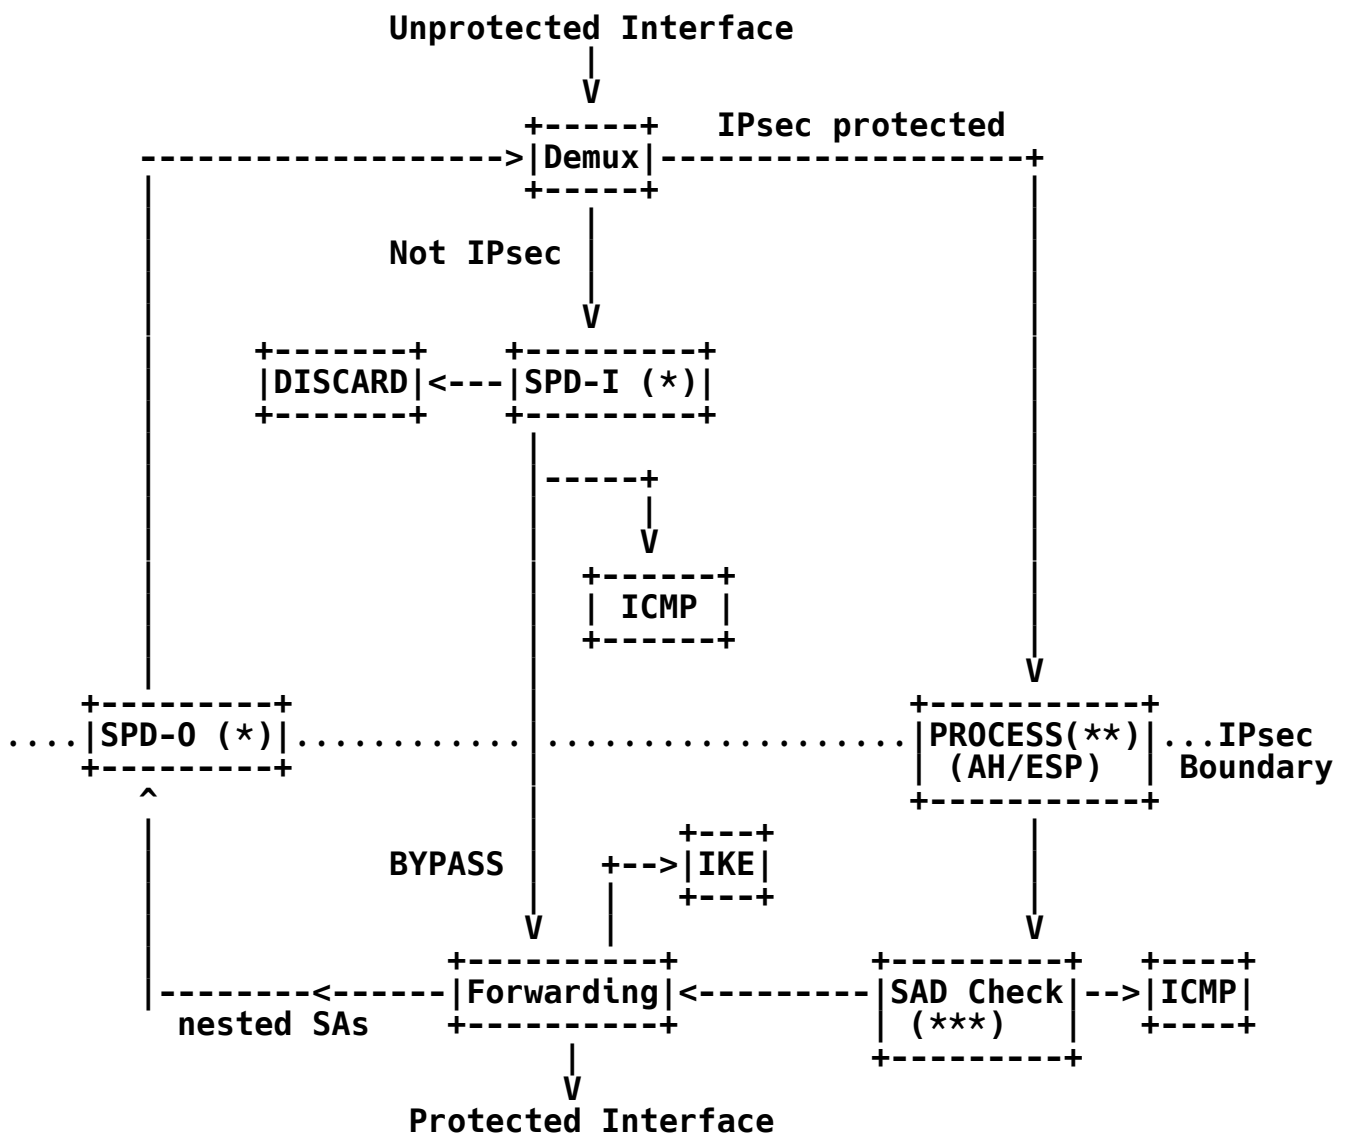 Unprotected Interface
|
V
+-----+ IPsec protected
------------------->|Demux|-------------------+
| +-----+ |
| | |
| Not IPsec | |
| | |
| V |
| +-------+ +---------+ |
| |DISCARD|<---|SPD-I (*)| |
| +-------+ +---------+ |
| | |
| |-----+ |
| | | |
| | V |
| | +------+ |
| | | ICMP | |
| | +------+ |
| | V
+---------+ | +-----------+
....|SPD-O (*)|............|...................|PROCESS(**)|...IPsec
+---------+ | | (AH/ESP) | Boundary
^ | +-----------+
| | +---+ |
| BYPASS | +-->|IKE| |
| | | +---+ |
| V | V
| +----------+ +---------+ +----+
|--------<------|Forwarding|<---------|SAD Check|-->|ICMP|
nested SAs +----------+ | (***) | +----+
| +---------+
V
Protected Interface